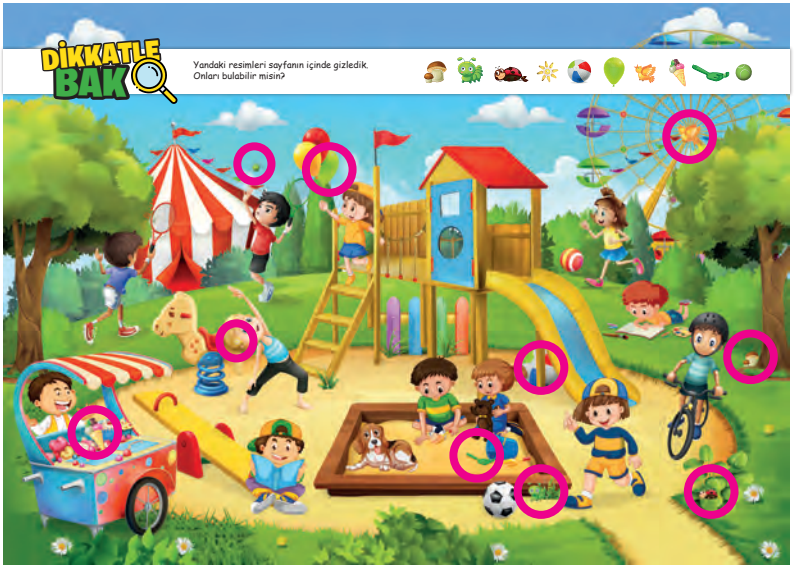 DİKKATLE
BAK
Yandaki resimleri sayfanın içinde gizledik.
Onları bulabilir misin?